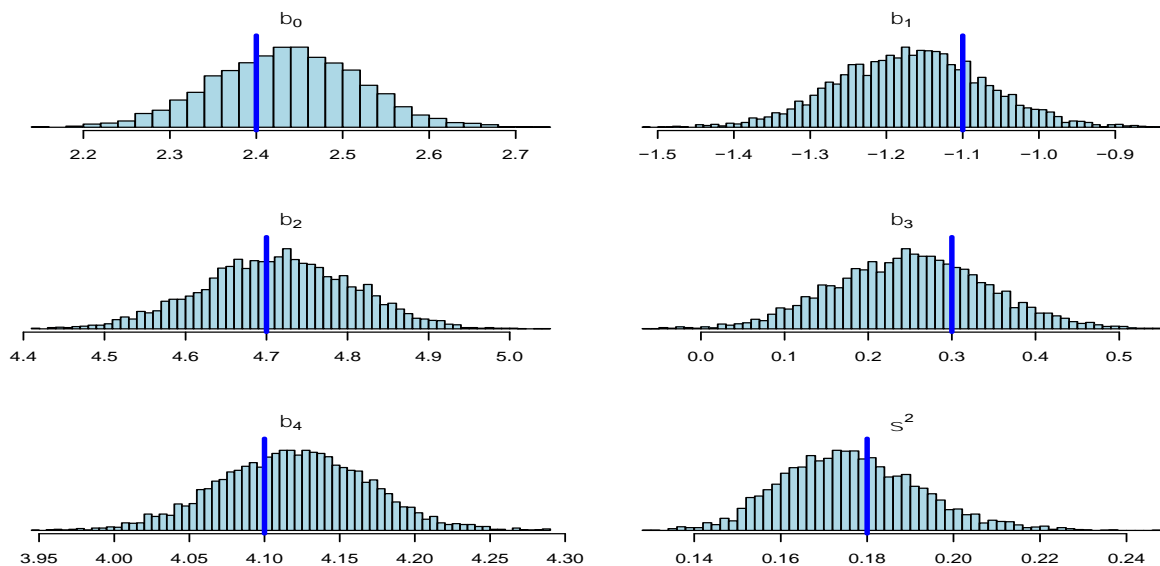 b₀
2.2 2.3 2.4 2.5 2.6 2.7
b₁
−1.5 −1.4 −1.3 −1.2 −1.1 −1.0 −0.9
b₂
4.4 4.5 4.6 4.7 4.8 4.9 5.0
b₃
0.0 0.1 0.2 0.3 0.4 0.5
b₄
3.95 4.00 4.05 4.10 4.15 4.20 4.25 4.30
s²
0.14 0.16 0.18 0.20 0.22 0.24